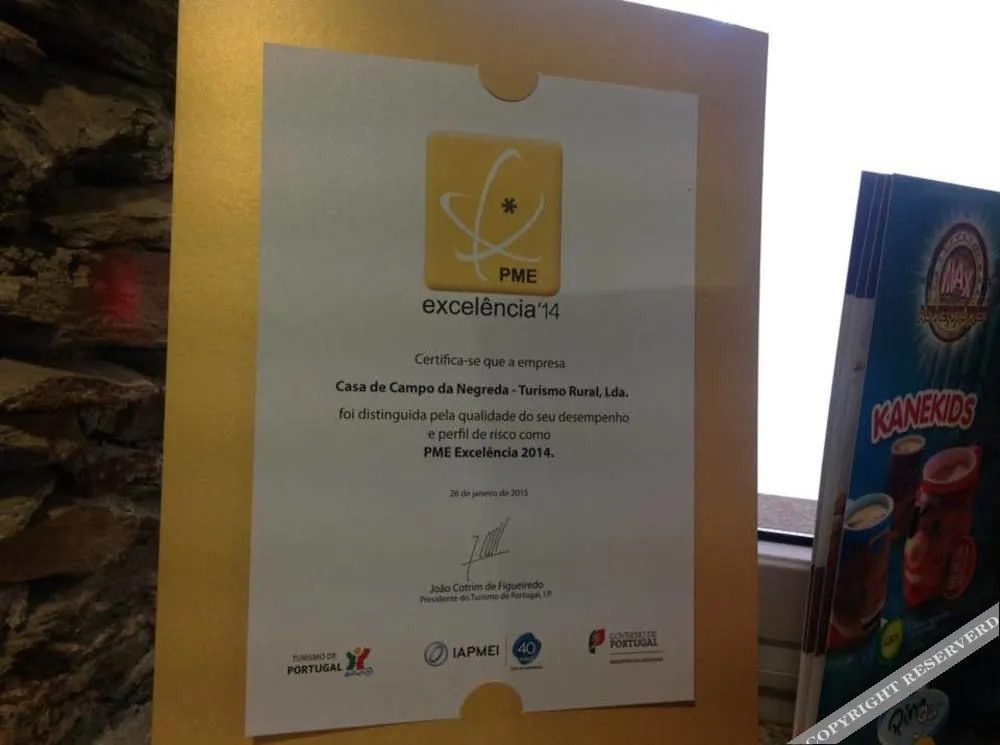 PME
excelência'14
Certifica-se que a empresa
Casa de Campo da Negreda - Turismo Rural, Lda.
foi distinguida pela qualidade do seu desempenho
e perfil de risco como
PME Excelência 2014.
26 de janeiro de 2015
João Cotrim de Figueiredo
Presidente do Turismo de Portugal, I.P.
TURISMO DE
PORTUGAL
IAPMEI
40
GOVERNO DE
PORTUGAL
MAX
ADVENTURES
KANEKIDS
COPYRIGHT RESERVERD